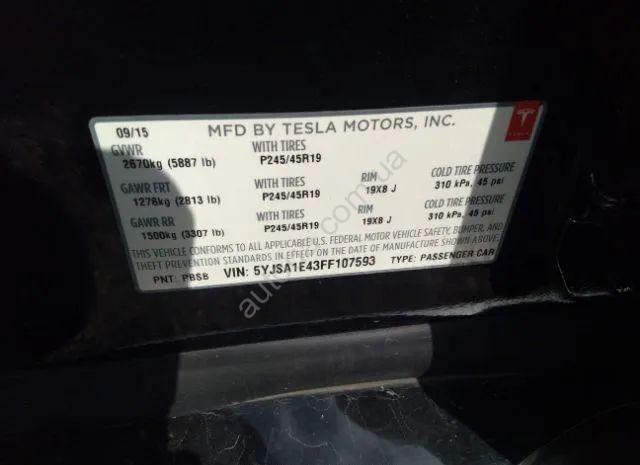 09/15 MFD BY TESLA MOTORS, INC.
GVWR WITH TIRES
2670kg (5887 lb) P245/45R19
GAWR FRT WITH TIRES RIM COLD TIRE PRESSURE
1276kg (2813 lb) P245/45R19 19X8 J 310 kPa, 45 psi
GAWR RR WITH TIRES RIM COLD TIRE PRESSURE
1500kg (3307 lb) P245/45R19 19X8 J 310 kPa, 45 psi
THIS VEHICLE CONFORMS TO ALL APPLICABLE U.S. FEDERAL MOTOR VEHICLE SAFETY, BUMPER, AND
THEFT PREVENTION STANDARDS IN EFFECT ON THE DATE OF MANUFACTURE SHOWN ABOVE.
PNT: PBSB VIN: 5YJSA1E43FF107593 TYPE: PASSENGER CAR
TESLA